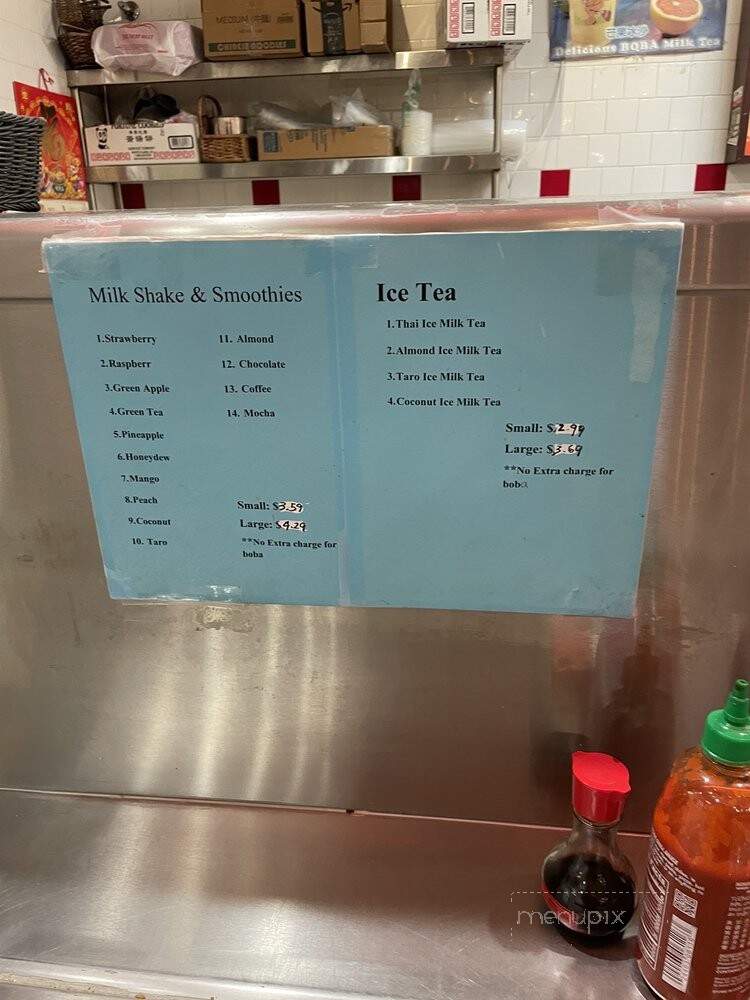 MEDIUM
CHINESE NOODLES
Delicious BOBA Milk Tea
FORTUNE COOKIES
Milk Shake & Smoothies
1.Strawberry
2.Raspberr
3.Green Apple
4.Green Tea
5.Pineapple
6.Honeydew
7.Mango
8.Peach
9.Coconut
10. Taro
11. Almond
12. Chocolate
13. Coffee
14. Mocha
Small: $3.59
Large: $4.29
**No Extra charge for
boba
Ice Tea
1.Thai Ice Milk Tea
2.Almond Ice Milk Tea
3.Taro Ice Milk Tea
4.Coconut Ice Milk Tea
Small: $2.99
Large: $3.69
**No Extra charge for
boba
menupix